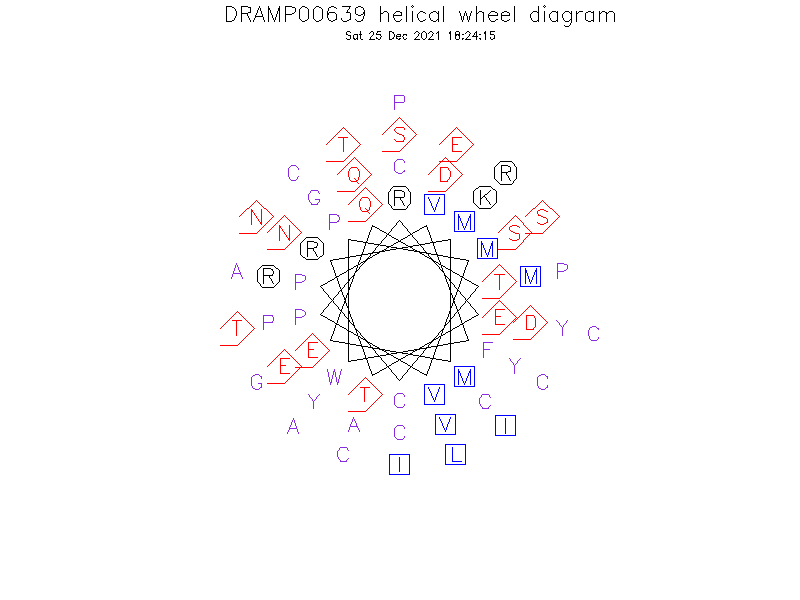 DRAMP00639 helical wheel diagram
Sat 25 Dec 2021 18:24:15
P
T S E
C Q C D R
G Q R V K
N N P M S S
R M
A R P T M P
T P P E D Y C
E E F
G W M Y C
Y T C V C
A A C V I
C I L